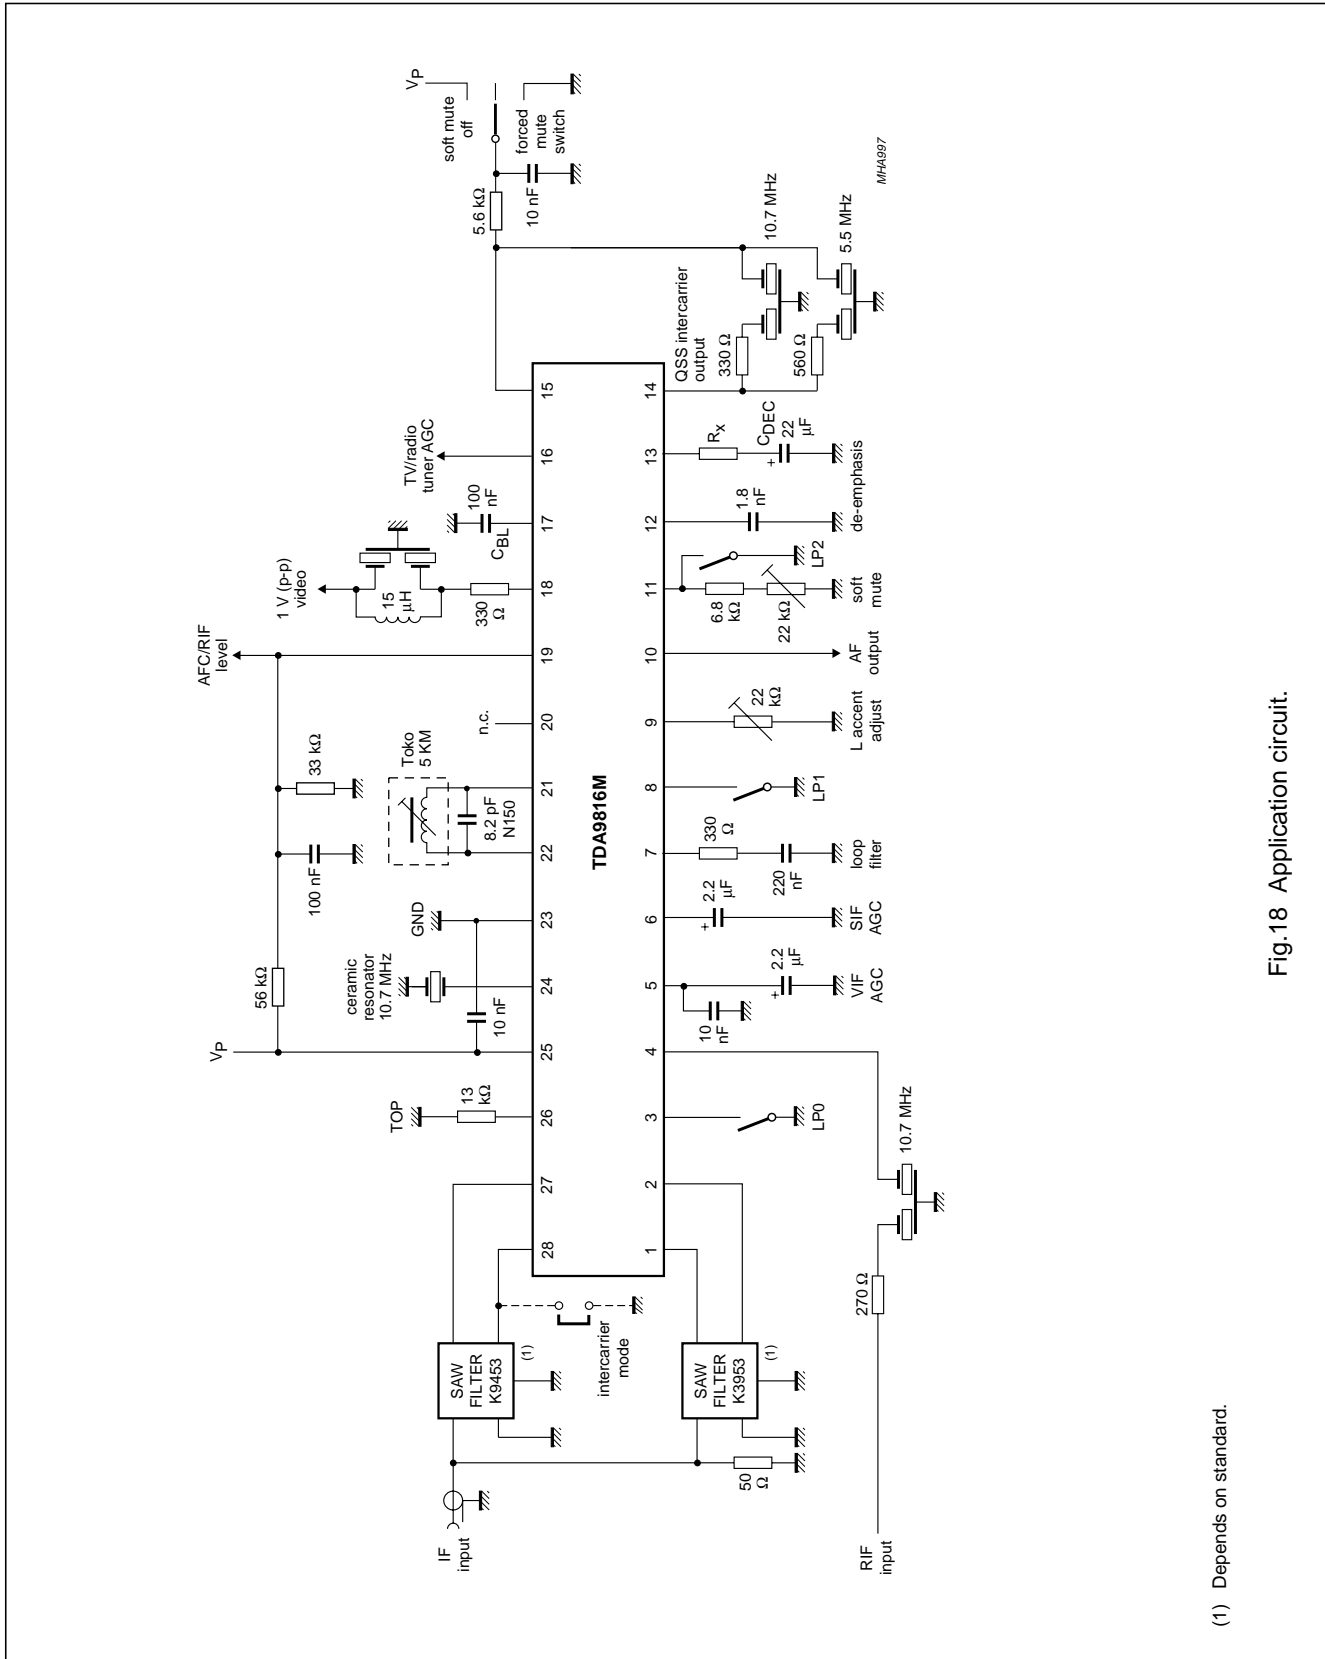 V_P
soft mute
off
forced
mute
switch
5.6 kΩ
10 nF
10.7 MHz
5.5 MHz
MHA997
QSS intercarrier
output
330 Ω
560 Ω
TV/radio
tuner AGC
100
nF
C_BL
1 V (p-p)
video
15
µH
330
Ω
AFC/RIF
level
n.c.
33 kΩ
Toko
5 KM
8.2 pF
N150
100 nF
GND
ceramic
resonator
10.7 MHz
10 nF
56 kΩ
V_P
TOP
13
kΩ
28
27
26
25
24
23
22
21
20
19
18
17
16
15
TDA9816M
1
2
3
4
5
6
7
8
9
10
11
12
13
14
R_X
C_DEC
+
22
µF
1.8
nF
de-emphasis
LP2
6.8
kΩ
22 kΩ
soft
mute
AF
output
22
kΩ
L accent
adjust
LP1
330
Ω
220
nF
loop
filter
2.2
µF
+
SIF
AGC
2.2
µF
+
10
nF
VIF
AGC
LP0
10.7 MHz
270 Ω
SAW
FILTER
K9453
(1)
intercarrier
mode
SAW
FILTER
K3953
(1)
50
Ω
IF
input
RIF
input
(1) Depends on standard.
Fig.18 Application circuit.